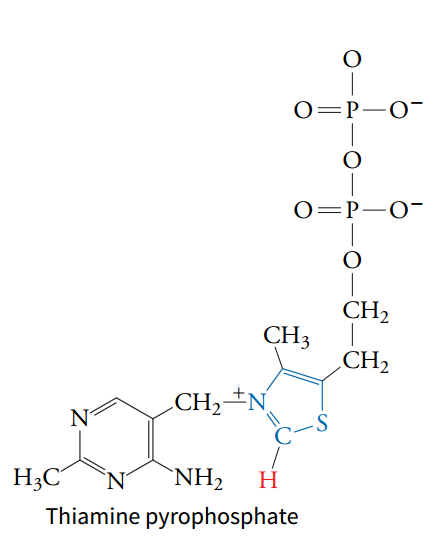 O
O=P—O⁻
O
O=P—O⁻
O
CH₂
CH₃
CH₂
CH₂—N⁺
N
S
C
H₃C
N
NH₂
H
Thiamine pyrophosphate